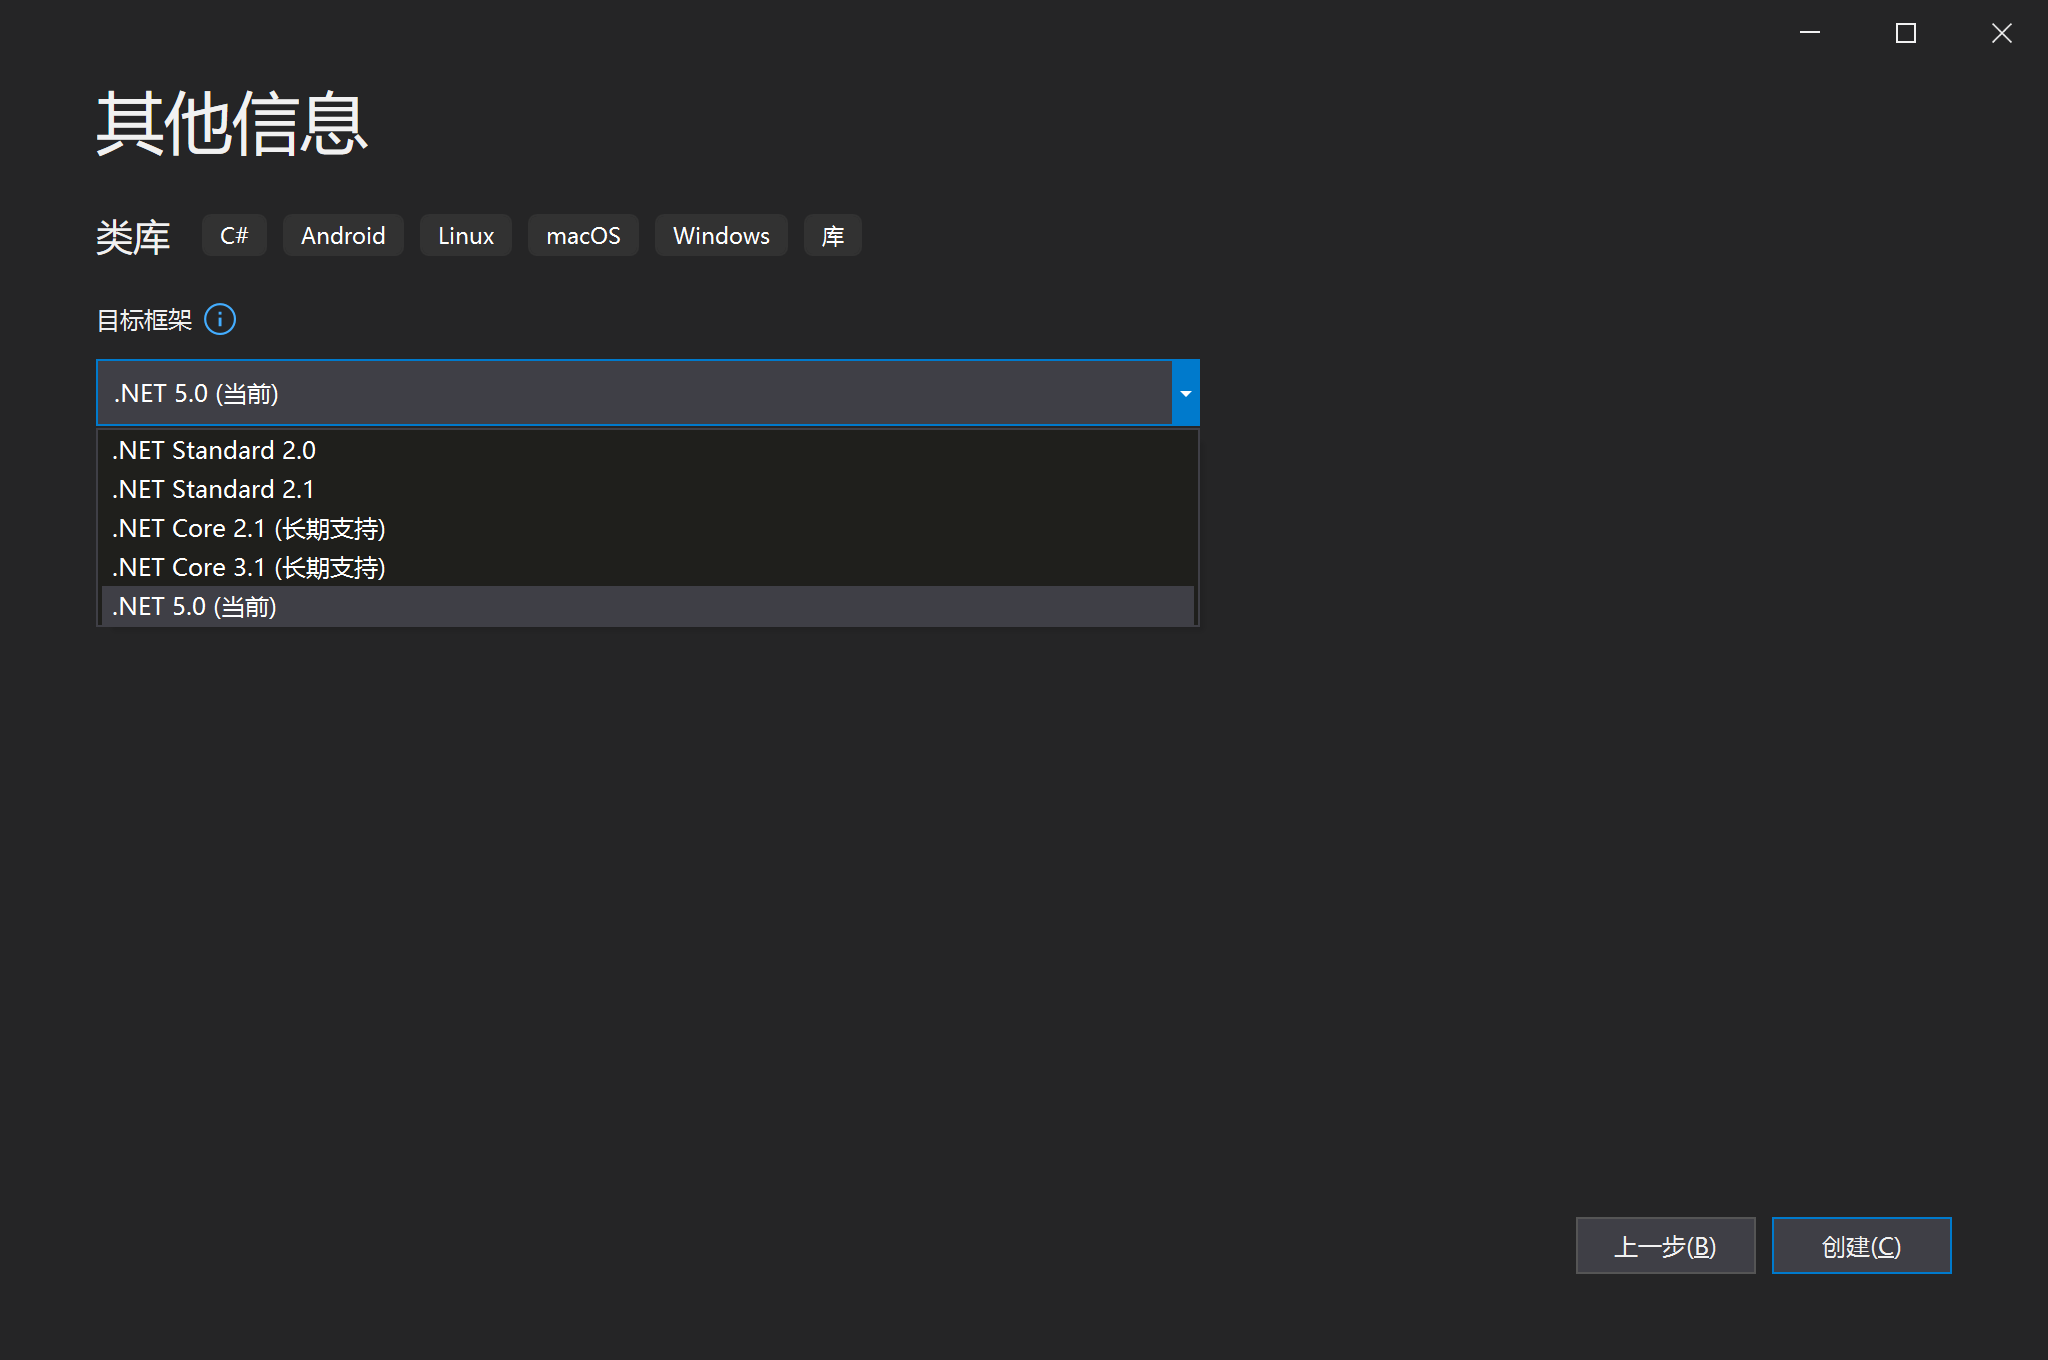 其他信息
类库 C# Android Linux macOS Windows 库
目标框架
.NET 5.0 (当前)
.NET Standard 2.0
.NET Standard 2.1
.NET Core 2.1 (长期支持)
.NET Core 3.1 (长期支持)
.NET 5.0 (当前)
上一步(B) 创建(C)